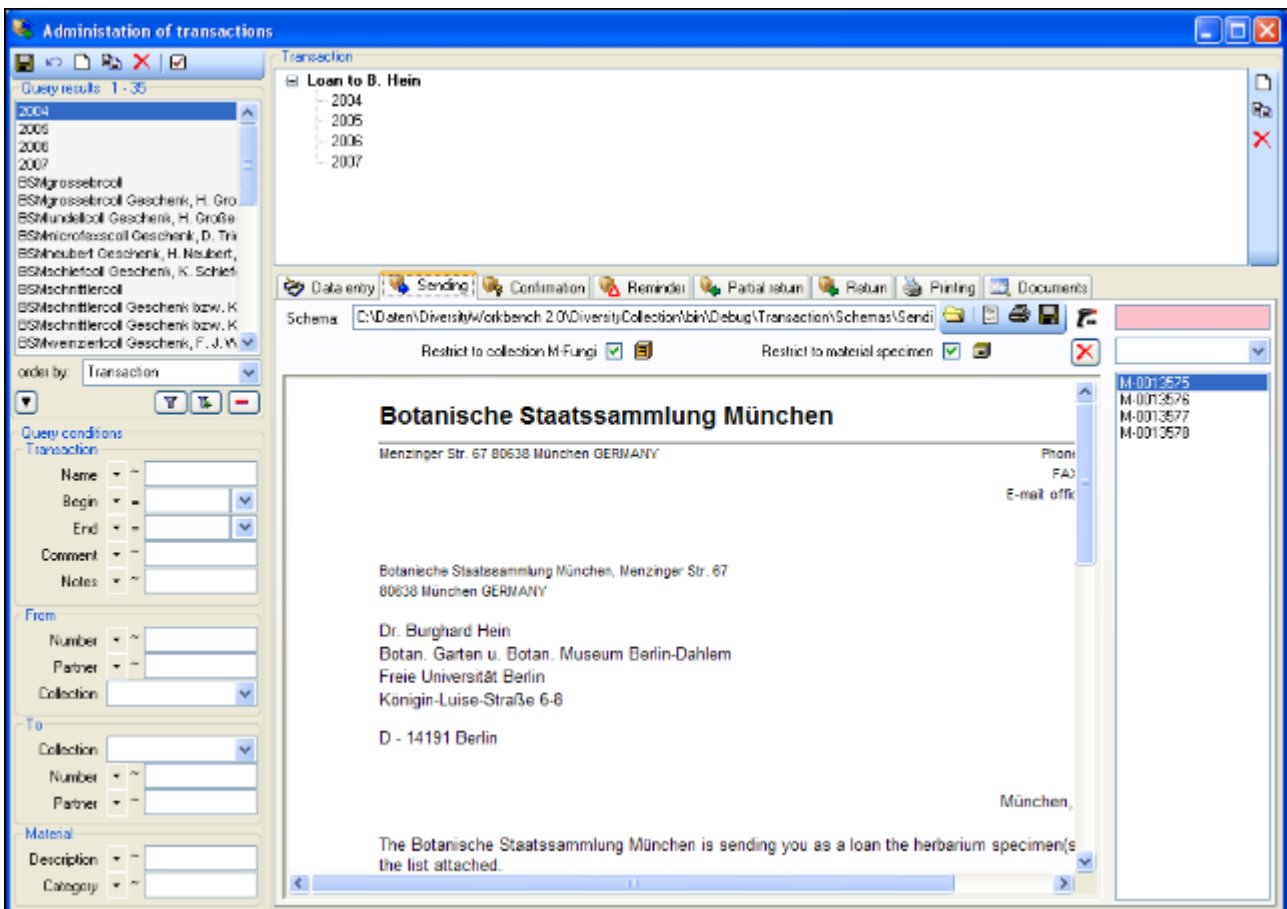 Administation of transactions
Query results 1 - 35
2004
2005
2006
2007
BSMgrossebrcoll
BSMgrossebrcoll Geschenk, H. Gro
BSMundellcoll Geschenk, H. Große
BSMmicrofexscoll Geschenk, D. Trie
BSMneubert Geschenk, H. Neubert,
BSMschiefcoll Geschenk, K. Schief
BSMschnittlercoll
BSMschnittlercoll Geschenk bzw. K
BSMschnittlercoll Geschenk bzw. K
BSMweinzierlcoll Geschenk, F. J. W
order by: Transaction
Query conditions
Transaction
Name ~
Begin =
End =
Comment ~
Notes ~
From
Number ~
Partner ~
Collection
To
Collection
Number ~
Partner ~
Material
Description ~
Category ~
Transaction
Loan to B. Hein
2004
2005
2006
2007
Data entry Sending Confirmation Reminder Partial return Return Printing Documents
Schema: C:\Daten\DiversityWorkbench 2.0\DiversityCollection\bin\Debug\Transaction\Schemas\Sendi
Restrict to collection M-Fungi Restrict to material specimen
Botanische Staatssammlung München
Menzinger Str. 67 80638 München GERMANY Phone
FAX
E-mail: offic
Botanische Staatssammlung München, Menzinger Str. 67
80638 München GERMANY
Dr. Burghard Hein
Botan. Garten u. Botan. Museum Berlin-Dahlem
Freie Universität Berlin
Königin-Luise-Straße 6-8
D - 14191 Berlin
München,
The Botanische Staatssammlung München is sending you as a loan the herbarium specimen(s
the list attached.
M-0013575
M-0013576
M-0013577
M-0013578